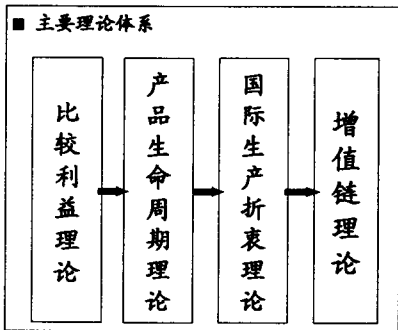 ■ 主要理论体系
比较利益理论
产品生命周期理论
国际生产折衷理论
增值链理论